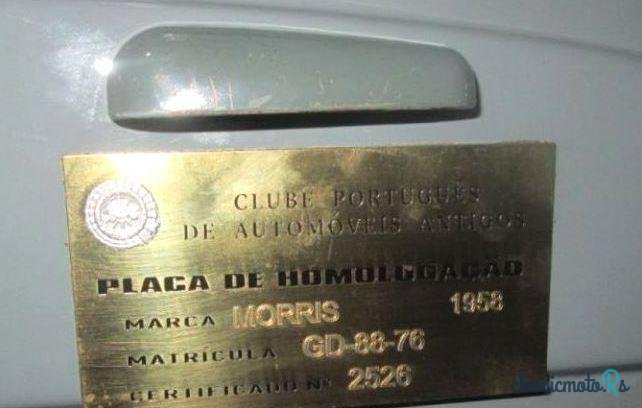 CLUBE PORTUGUÊS
DE AUTOMÓVEIS ANTIGOS
PLACA DE HOMOLOGAÇÃO
MARCA MORRIS 1958
MATRÍCULA GD-88-76
CERTIFICADO Nº 2526
classicmoto.rs